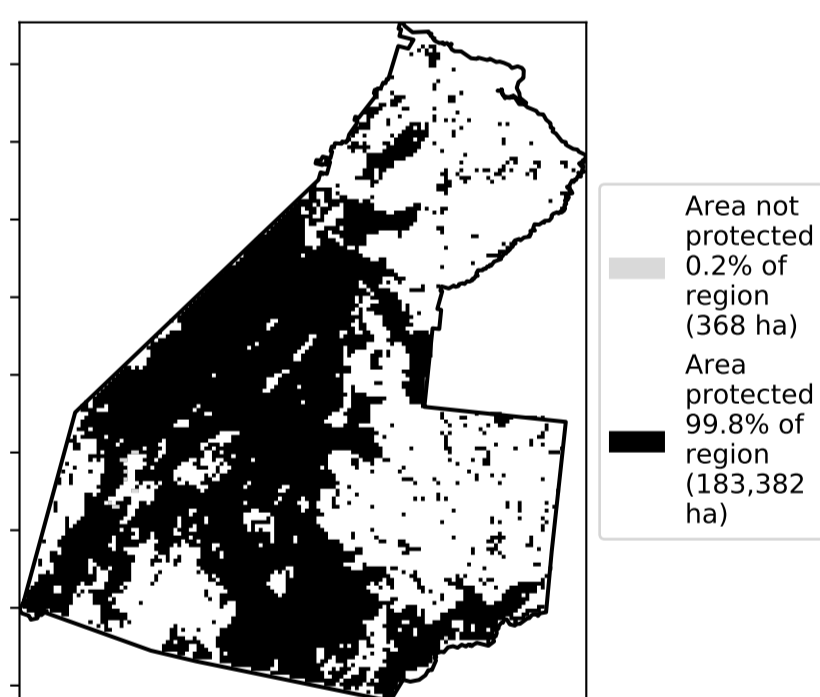 Area not
protected
0.2% of
region
(368 ha)
Area
protected
99.8% of
region
(183,382
ha)